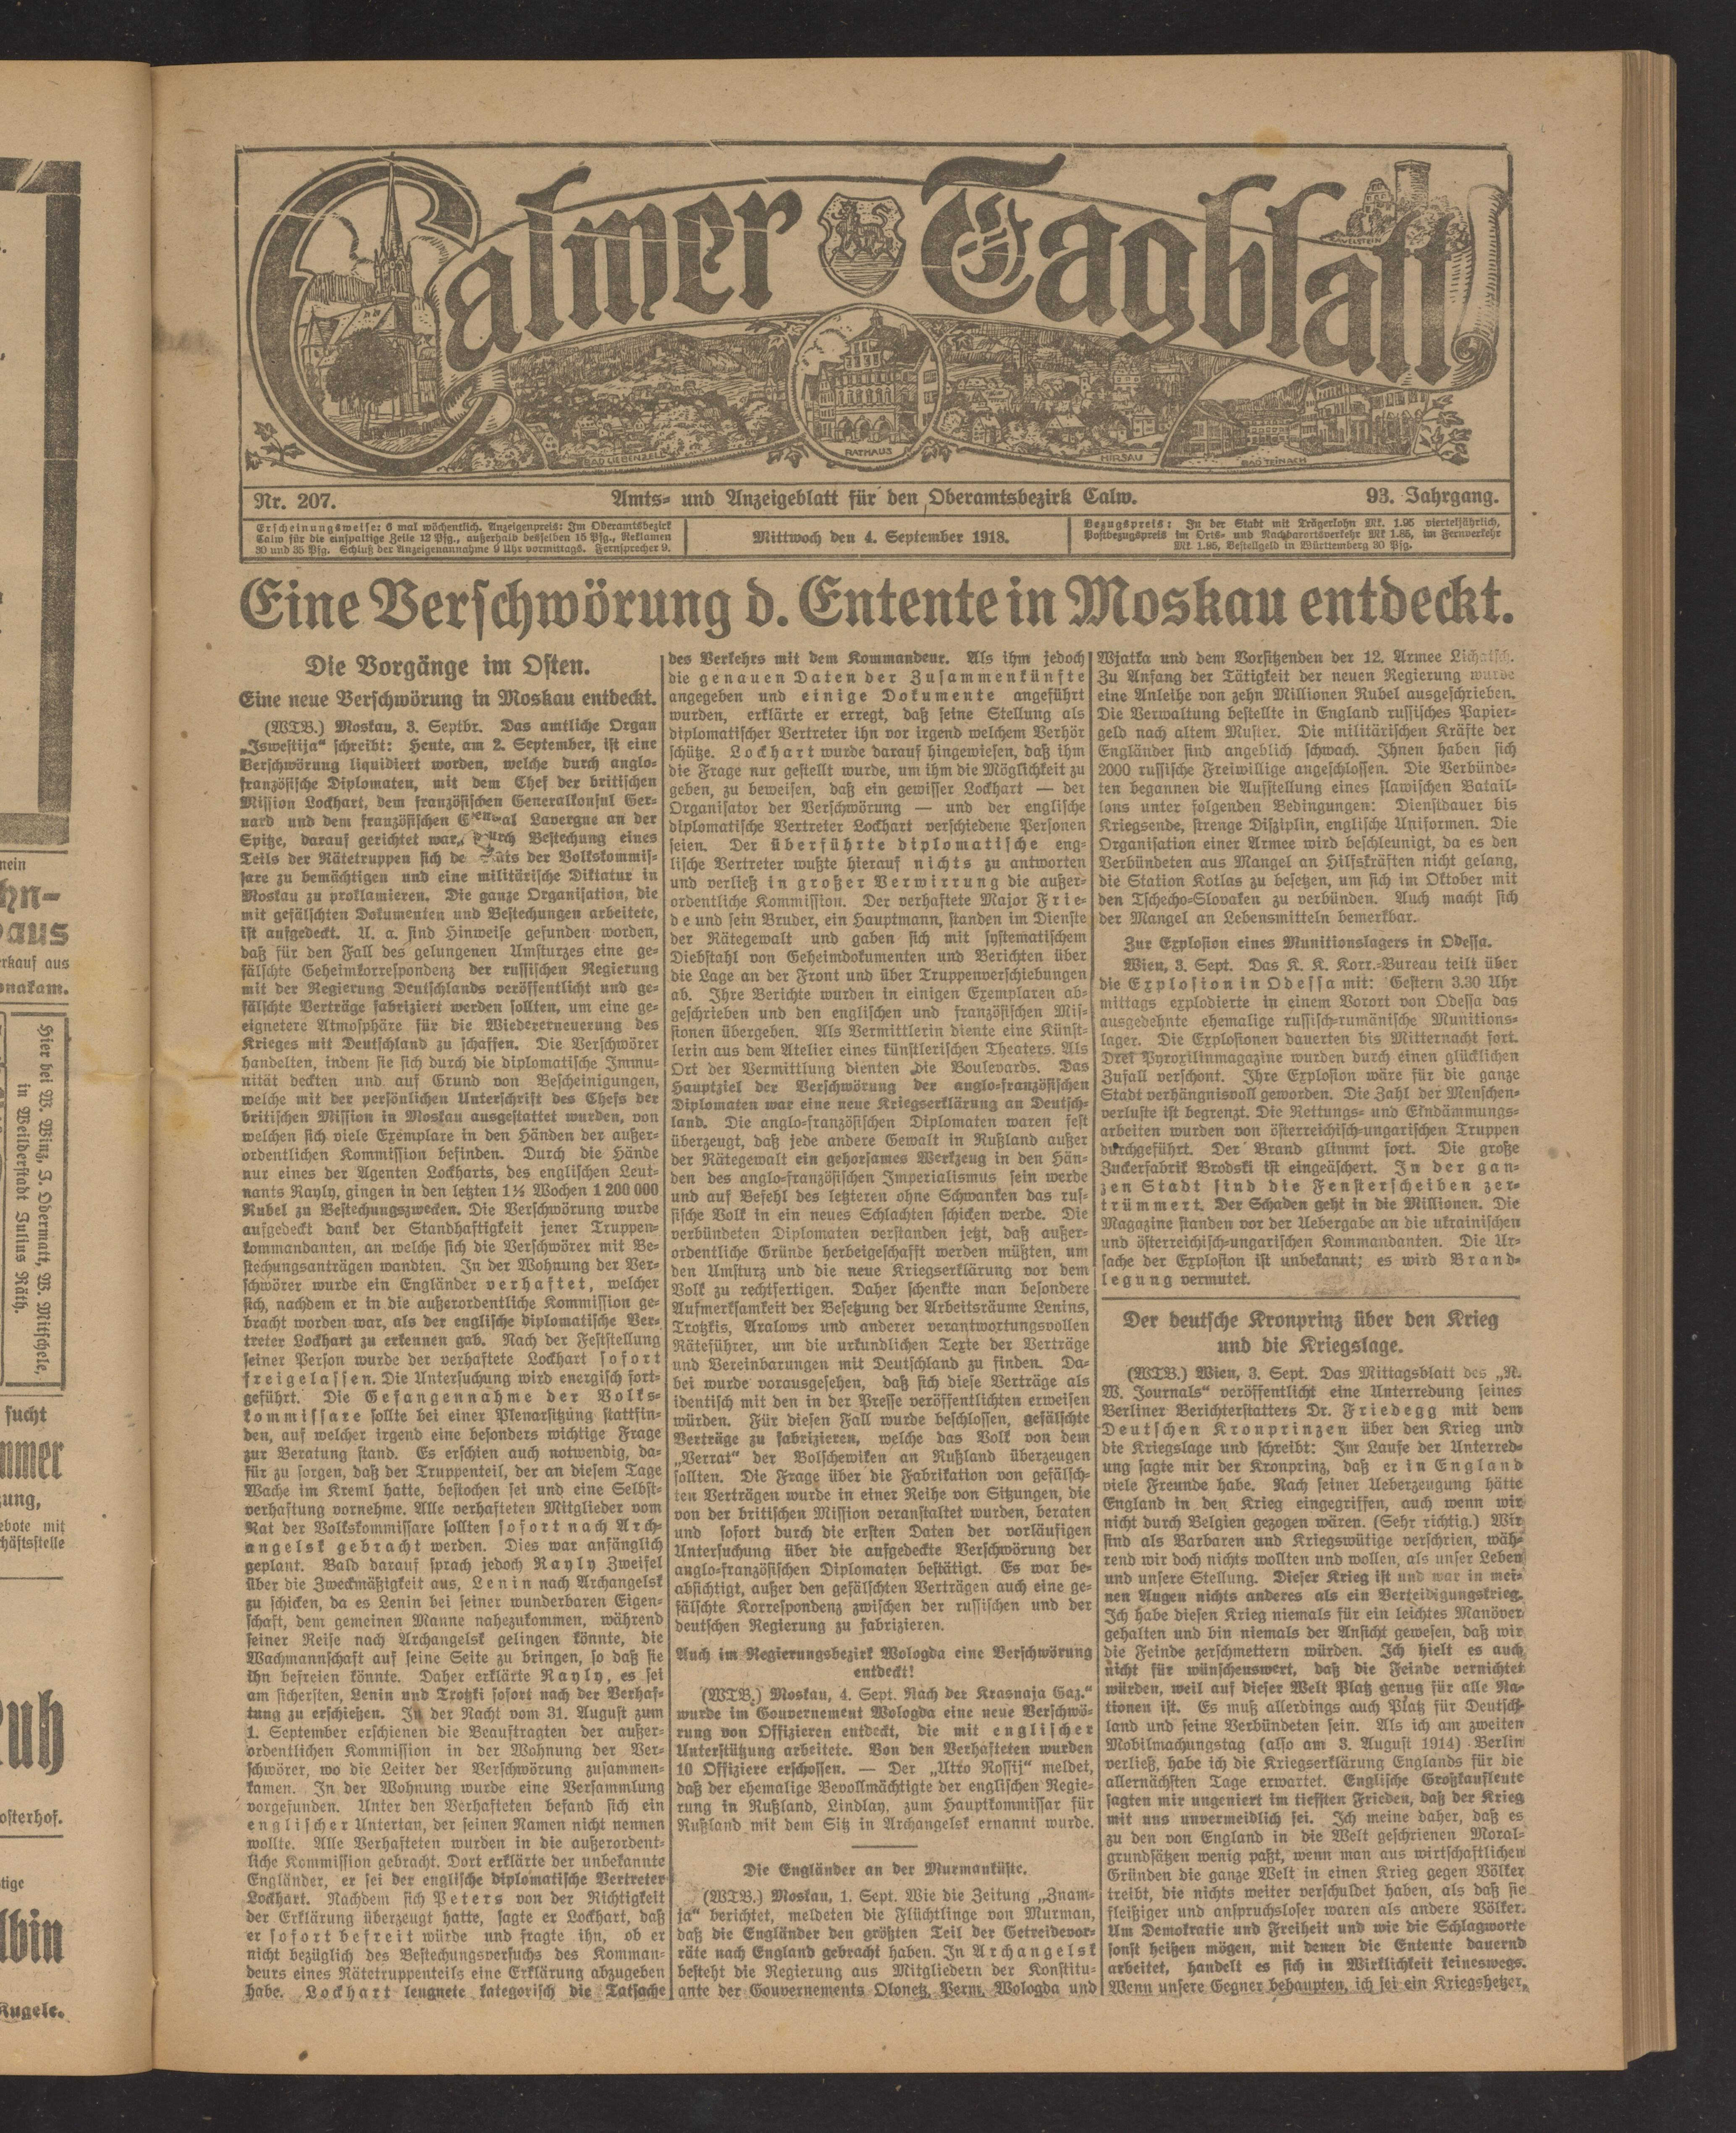 Calmer Tagblatt
ZAVELSTEIN
BAD LIEBENZELL
RATHAUS
HIRSAU
BAD TEINACH
Nr. 207.
Amts- und Anzeigeblatt für den Oberamtsbezirk Calw.
93. Jahrgang.
Erscheinungsweise: 6 mal wöchentlich. Anzeigenpreis: Im Oberamtsbezirk
Calw für die einspaltige Zeile 12 Pfg., außerhalb desselben 15 Pfg., Reklamen
30 und 35 Pfg. Schluß der Anzeigenannahme 9 Uhr vormittags. Fernsprecher 9.
Mittwoch den 4. September 1918.
Bezugspreis: In der Stadt mit Trägerlohn Mk. 1.95 vierteljährlich,
Postbezugspreis im Orts- und Nachbarortsverkehr Mk. 1.85, im Fernverkehr
Mk. 1.95, Bestellgeld in Württemberg 30 Pfg.
Eine Verschwörung d. Entente in Moskau entdeckt.
Die Vorgänge im Osten.
Eine neue Verschwörung in Moskau entdeckt.
(WTB.) Moskau, 3. Septbr. Das amtliche Organ
„Iswestija“ schreibt: Heute, am 2. September, ist eine
Verschwörung liquidiert worden, welche durch anglo-
französische Diplomaten, mit dem Chef der britischen
Mission Lockhart, dem französischen Generalkonsul Ger-
nard und dem französischen General Lavergne an der
Spitze, darauf gerichtet war, durch Bestechung eines
Teils der Rätetruppen sich de Rats der Volkskommis-
sare zu bemächtigen und eine militärische Diktatur in
Moskau zu proklamieren. Die ganze Organisation, die
mit gefälschten Dokumenten und Bestechungen arbeitete,
ist aufgedeckt. U. a. sind Hinweise gefunden worden,
daß für den Fall des gelungenen Umsturzes eine ge-
fälschte Geheimkorrespondenz der russischen Regierung
mit der Regierung Deutschlands veröffentlicht und ge-
fälschte Verträge fabriziert werden sollten, um eine ge-
eignetere Atmosphäre für die Wiedererneuerung des
Krieges mit Deutschland zu schaffen. Die Verschwörer
handelten, indem sie sich durch die diplomatische Immu-
nität deckten und auf Grund von Bescheinigungen,
welche mit der persönlichen Unterschrift des Chefs der
britischen Mission in Moskau ausgestattet wurden, von
welchen sich viele Exemplare in den Händen der außer-
ordentlichen Kommission befinden. Durch die Hände
nur eines der Agenten Lockharts, des englischen Leut-
nants Rayly, gingen in den letzten 1½ Wochen 1 200 000
Rubel zu Bestechungszwecken. Die Verschwörung wurde
aufgedeckt dank der Standhaftigkeit jener Truppen-
kommandanten, an welche sich die Verschwörer mit Be-
stechungsanträgen wandten. In der Wohnung der Ver-
schwörer wurde ein Engländer verhaftet, welcher
sich, nachdem er in die außerordentliche Kommission ge-
bracht worden war, als der englische diplomatische Ver-
treter Lockhart zu erkennen gab. Nach der Feststellung
seiner Person wurde der verhaftete Lockhart sofort
freigelassen. Die Untersuchung wird energisch fort-
geführt. Die Gefangennahme der Volks-
kommissare sollte bei einer Plenarsitzung stattfin-
den, auf welcher irgend eine besonders wichtige Frage
zur Beratung stand. Es erschien auch notwendig, da-
für zu sorgen, daß der Truppenteil, der an diesem Tage
Wache im Kreml hatte, bestochen sei und eine Selbst-
verhaftung vornehme. Alle verhafteten Mitglieder vom
Rat der Volkskommissare sollten sofort nach Arch-
angelsk gebracht werden. Dies war anfänglich
geplant. Bald darauf sprach jedoch Rayly Zweifel
über die Zweckmäßigkeit aus, Lenin nach Archangelsk
zu schicken, da es Lenin bei seiner wunderbaren Eigen-
schaft, dem gemeinen Manne nahezukommen, während
seiner Reise nach Archangelsk gelingen könnte, die
Wachmannschaft auf seine Seite zu bringen, so daß sie
ihn befreien könnte. Daher erklärte Rayly, es sei
am sichersten, Lenin und Trotzki sofort nach der Verhaf-
tung zu erschießen. In der Nacht vom 31. August zum
1. September erschienen die Beauftragten der außer-
ordentlichen Kommission in der Wohnung der Ver-
schwörer, wo die Leiter der Verschwörung zusammen-
kamen. In der Wohnung wurde eine Versammlung
vorgefunden. Unter den Verhafteten befand sich ein
englischer Untertan, der seinen Namen nicht nennen
wollte. Alle Verhafteten wurden in die außerordent-
liche Kommission gebracht. Dort erklärte der unbekannte
Engländer, er sei der englische diplomatische Vertreter
Lockhart. Nachdem sich Peters von der Richtigkeit
der Erklärung überzeugt hatte, sagte er Lockhart, daß
er sofort befreit würde und fragte ihn, ob er
nicht bezüglich des Bestechungsversuchs des Komman-
deurs eines Rätetruppenteils eine Erklärung abzugeben
habe. Lockhart leugnete kategorisch die Tatsache
des Verkehrs mit dem Kommandeur. Als ihm jedoch
die genauen Daten der Zusammenkünfte
angegeben und einige Dokumente angeführt
wurden, erklärte er erregt, daß seine Stellung als
diplomatischer Vertreter ihn vor irgend welchem Verhör
schütze. Lockhart wurde darauf hingewiesen, daß ihm
die Frage nur gestellt wurde, um ihm die Möglichkeit zu
geben, zu beweisen, daß ein gewisser Lockhart — der
Organisator der Verschwörung — und der englische
diplomatische Vertreter Lockhart verschiedene Personen
seien. Der überführte diplomatische eng-
lische Vertreter wußte hierauf nichts zu antworten
und verließ in großer Verwirrung die außer-
ordentliche Kommission. Der verhaftete Major Frie-
de und sein Bruder, ein Hauptmann, standen im Dienste
der Rätegewalt und gaben sich mit systematischem
Diebstahl von Geheimdokumenten und Berichten über
die Lage an der Front und über Truppenverschiebungen
ab. Ihre Berichte wurden in einigen Exemplaren ab-
geschrieben und den englischen und französischen Mis-
sionen übergeben. Als Vermittlerin diente eine Künst-
lerin aus dem Atelier eines künstlerischen Theaters. Als
Ort der Vermittlung dienten die Boulevards. Das
Hauptziel der Verschwörung der anglo-französischen
Diplomaten war eine neue Kriegserklärung an Deutsch-
land. Die anglo-französischen Diplomaten waren fest
überzeugt, daß jede andere Gewalt in Rußland außer
der Rätegewalt ein gehorsames Werkzeug in den Hän-
den des anglo-französischen Imperialismus sein werde
und auf Befehl des letzteren ohne Schwanken das rus-
sische Volk in ein neues Schlachten schicken werde. Die
verbündeten Diplomaten verstanden jetzt, daß außer-
ordentliche Gründe herbeigeschafft werden müßten, um
den Umsturz und die neue Kriegserklärung vor dem
Volk zu rechtfertigen. Daher schenkte man besondere
Aufmerksamkeit der Besetzung der Arbeitsräume Lenins,
Trotzkis, Aralows und anderer verantwortungsvollen
Räteführer, um die urkundlichen Texte der Verträge
und Vereinbarungen mit Deutschland zu finden. Da-
bei wurde vorausgesehen, daß sich diese Verträge als
identisch mit den in der Presse veröffentlichten erweisen
würden. Für diesen Fall wurde beschlossen, gefälschte
Verträge zu fabrizieren, welche das Volk von dem
„Verrat“ der Bolschewiken an Rußland überzeugen
sollten. Die Frage über die Fabrikation von gefälsch-
ten Verträgen wurde in einer Reihe von Sitzungen, die
von der britischen Mission veranstaltet wurden, beraten
und sofort durch die ersten Daten der vorläufigen
Untersuchung über die aufgedeckte Verschwörung der
anglo-französischen Diplomaten bestätigt. Es war be-
absichtigt, außer den gefälschten Verträgen auch eine ge-
fälschte Korrespondenz zwischen der russischen und der
deutschen Regierung zu fabrizieren.
Auch im Regierungsbezirk Wologda eine Verschwörung
entdeckt!
(WTB.) Moskau, 4. Sept. Nach der Krasnaja Gaz.“
wurde im Gouvernement Wologda eine neue Verschwö-
rung von Offizieren entdeckt, die mit englischer
Unterstützung arbeitete. Von den Verhafteten wurden
10 Offiziere erschossen. — Der „Utro Rossij“ meldet,
daß der ehemalige Bevollmächtigte der englischen Regie-
rung in Rußland, Lindlay, zum Hauptkommissar für
Rußland mit dem Sitz in Archangelsk ernannt wurde.
Die Engländer an der Murmanküste.
(WTB.) Moskau, 1. Sept. Wie die Zeitung „Znam-
ja“ berichtet, meldeten die Flüchtlinge von Murman,
daß die Engländer den größten Teil der Getreidevor-
räte nach England gebracht haben. In Archangelsk
besteht die Regierung aus Mitgliedern der Konstitu-
ante der Gouvernements Olonetz, Perm, Wologda und
Wjatka und dem Vorsitzenden der 12. Armee Lichatsch.
Zu Anfang der Tätigkeit der neuen Regierung wurde
eine Anleihe von zehn Millionen Rubel ausgeschrieben.
Die Verwaltung bestellte in England russisches Papier-
geld nach altem Muster. Die militärischen Kräfte der
Engländer sind angeblich schwach. Ihnen haben sich
2000 russische Freiwillige angeschlossen. Die Verbünde-
ten begannen die Aufstellung eines slawischen Batail-
lons unter folgenden Bedingungen: Dienstdauer bis
Kriegsende, strenge Disziplin, englische Uniformen. Die
Organisation einer Armee wird beschleunigt, da es den
Verbündeten aus Mangel an Hilfskräften nicht gelang,
die Station Kotlas zu besetzen, um sich im Oktober mit
den Tschecho-Slovaken zu verbünden. Auch macht sich
der Mangel an Lebensmitteln bemerkbar.
Zur Explosion eines Munitionslagers in Odessa.
Wien, 3. Sept. Das K. K. Korr.-Bureau teilt über
die Explosion in Odessa mit: Gestern 3.30 Uhr
mittags explodierte in einem Vorort von Odessa das
ausgedehnte ehemalige russisch-rumänische Munitions-
lager. Die Explosionen dauerten bis Mitternacht fort.
Drei Pyroxilinmagazine wurden durch einen glücklichen
Zufall verschont. Ihre Explosion wäre für die ganze
Stadt verhängnisvoll geworden. Die Zahl der Menschen-
verluste ist begrenzt. Die Rettungs- und Eindämmungs-
arbeiten wurden von österreichisch-ungarischen Truppen
durchgeführt. Der Brand glimmt fort. Die große
Zuckerfabrik Brodski ist eingeäschert. In der gan-
zen Stadt sind die Fensterscheiben zer-
trümmert. Der Schaden geht in die Millionen. Die
Magazine standen vor der Uebergabe an die ukrainischen
und österreichisch-ungarischen Kommandanten. Die Ur-
sache der Explosion ist unbekannt; es wird Brand-
legung vermutet.
Der deutsche Kronprinz über den Krieg
und die Kriegslage.
(WTB.) Wien, 3. Sept. Das Mittagsblatt des „N.
W. Journals“ veröffentlicht eine Unterredung seines
Berliner Berichterstatters Dr. Friedegg mit dem
Deutschen Kronprinzen über den Krieg und
die Kriegslage und schreibt: Im Laufe der Unterred-
ung sagte mir der Kronprinz, daß er in England
viele Freunde habe. Nach seiner Ueberzeugung hätte
England in den Krieg eingegriffen, auch wenn wir
nicht durch Belgien gezogen wären. (Sehr richtig.) Wir
sind als Barbaren und Kriegswütige verschrien, wäh-
rend wir doch nichts wollten und wollen, als unser Leben
und unsere Stellung. Dieser Krieg ist und war in mei-
nen Augen nichts anderes als ein Verteidigungskrieg.
Ich habe diesen Krieg niemals für ein leichtes Manöver
gehalten und bin niemals der Ansicht gewesen, daß wir
die Feinde zerschmettern würden. Ich hielt es auch
nicht für wünschenswert, daß die Feinde vernichtet
würden, weil auf dieser Welt Platz genug für alle Na-
tionen ist. Es muß allerdings auch Platz für Deutsch-
land und seine Verbündeten sein. Als ich am zweiten
Mobilmachungstag (also am 3. August 1914) Berlin
verließ, habe ich die Kriegserklärung Englands für die
allernächsten Tage erwartet. Englische Großkaufleute
sagten mir ungeniert im tiefsten Frieden, daß der Krieg
mit uns unvermeidlich sei. Ich meine daher, daß es
zu den von England in die Welt geschrienen Moral-
grundsätzen wenig paßt, wenn man aus wirtschaftlichen
Gründen die ganze Welt in einen Krieg gegen Völker
treibt, die nichts weiter verschuldet haben, als daß sie
fleißiger und anspruchsloser waren als andere Völker.
Um Demokratie und Freiheit und wie die Schlagworte
sonst heißen mögen, mit denen die Entente dauernd
arbeitet, handelt es sich in Wirklichkeit keineswegs.
Wenn unsere Gegner behaupten, ich sei ein Kriegshetzer,